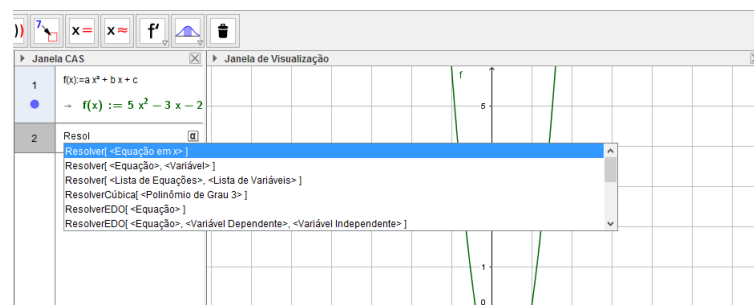 ))
7
x =
x ≈
f'
Janela CAS
Janela de Visualização
1
f(x):=a x² + b x + c
→ f(x) := 5 x² − 3 x − 2
2
Resol
α
Resolver[ <Equação em x> ]
Resolver[ <Equação>, <Variável> ]
Resolver[ <Lista de Equações>, <Lista de Variáveis> ]
ResolverCúbica[ <Polinômio de Grau 3> ]
ResolverEDO[ <Equação> ]
ResolverEDO[ <Equação>, <Variável Dependente>, <Variável Independente> ]
f
5
1
0